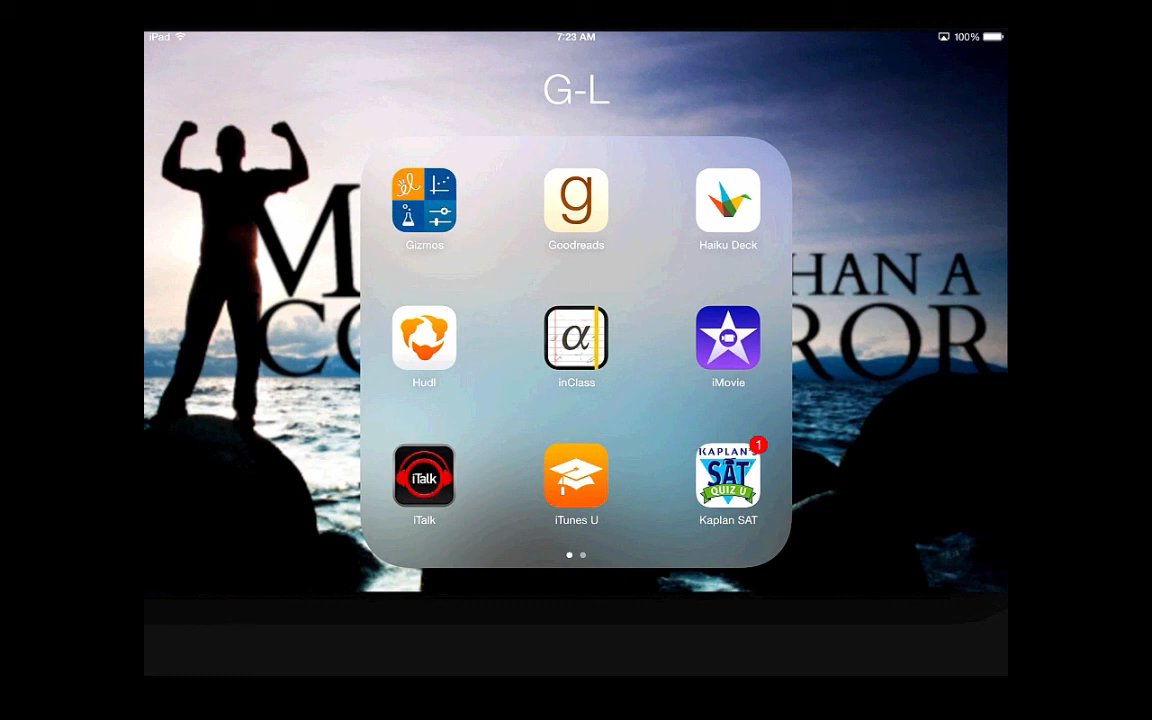 iPad 7:23 AM 100%
G-L
Gizmos Goodreads Haiku Deck
g
M HAN A
CO ROR
α
Hudl inClass iMovie
1
KAPLAN'S
iTalk SAT
QUIZ U
iTalk iTunes U Kaplan SAT